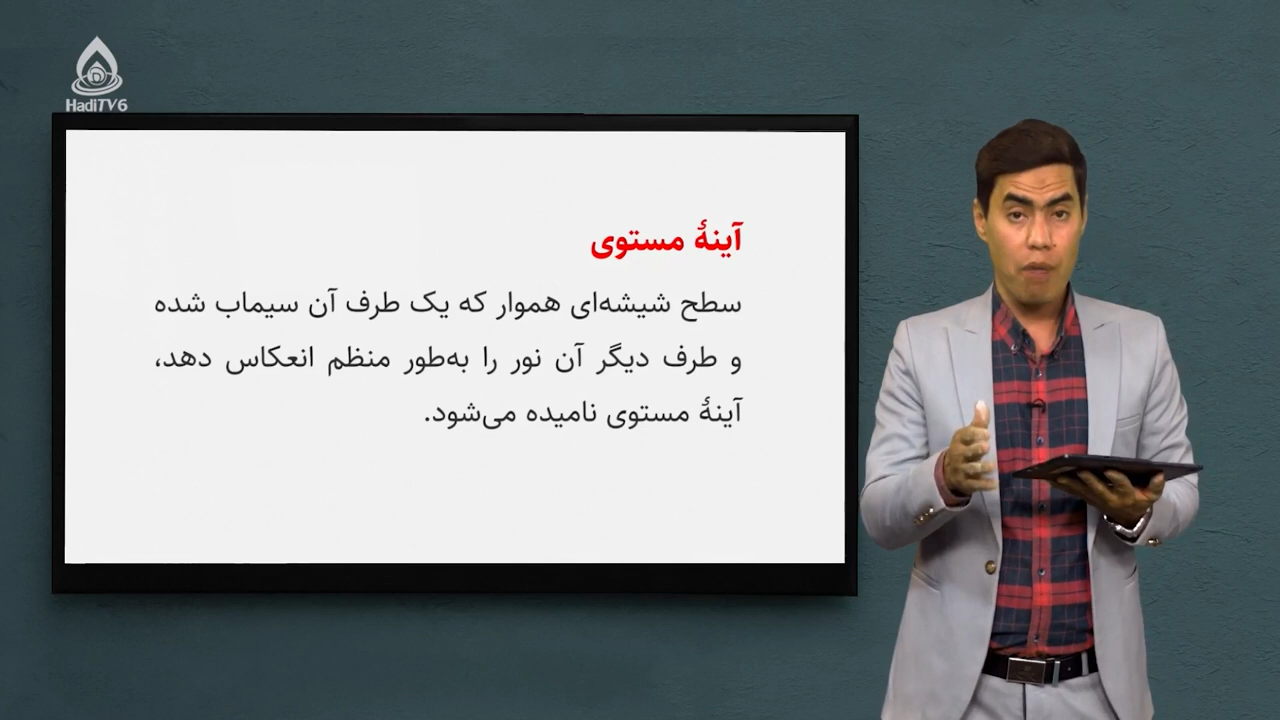 HadiTV6
آینهٔ مستوی
سطح شیشه‌ای هموار که یک طرف آن سیماب شده
و طرف دیگر آن نور را به‌طور منظم انعکاس دهد،
آینهٔ مستوی نامیده می‌شود.